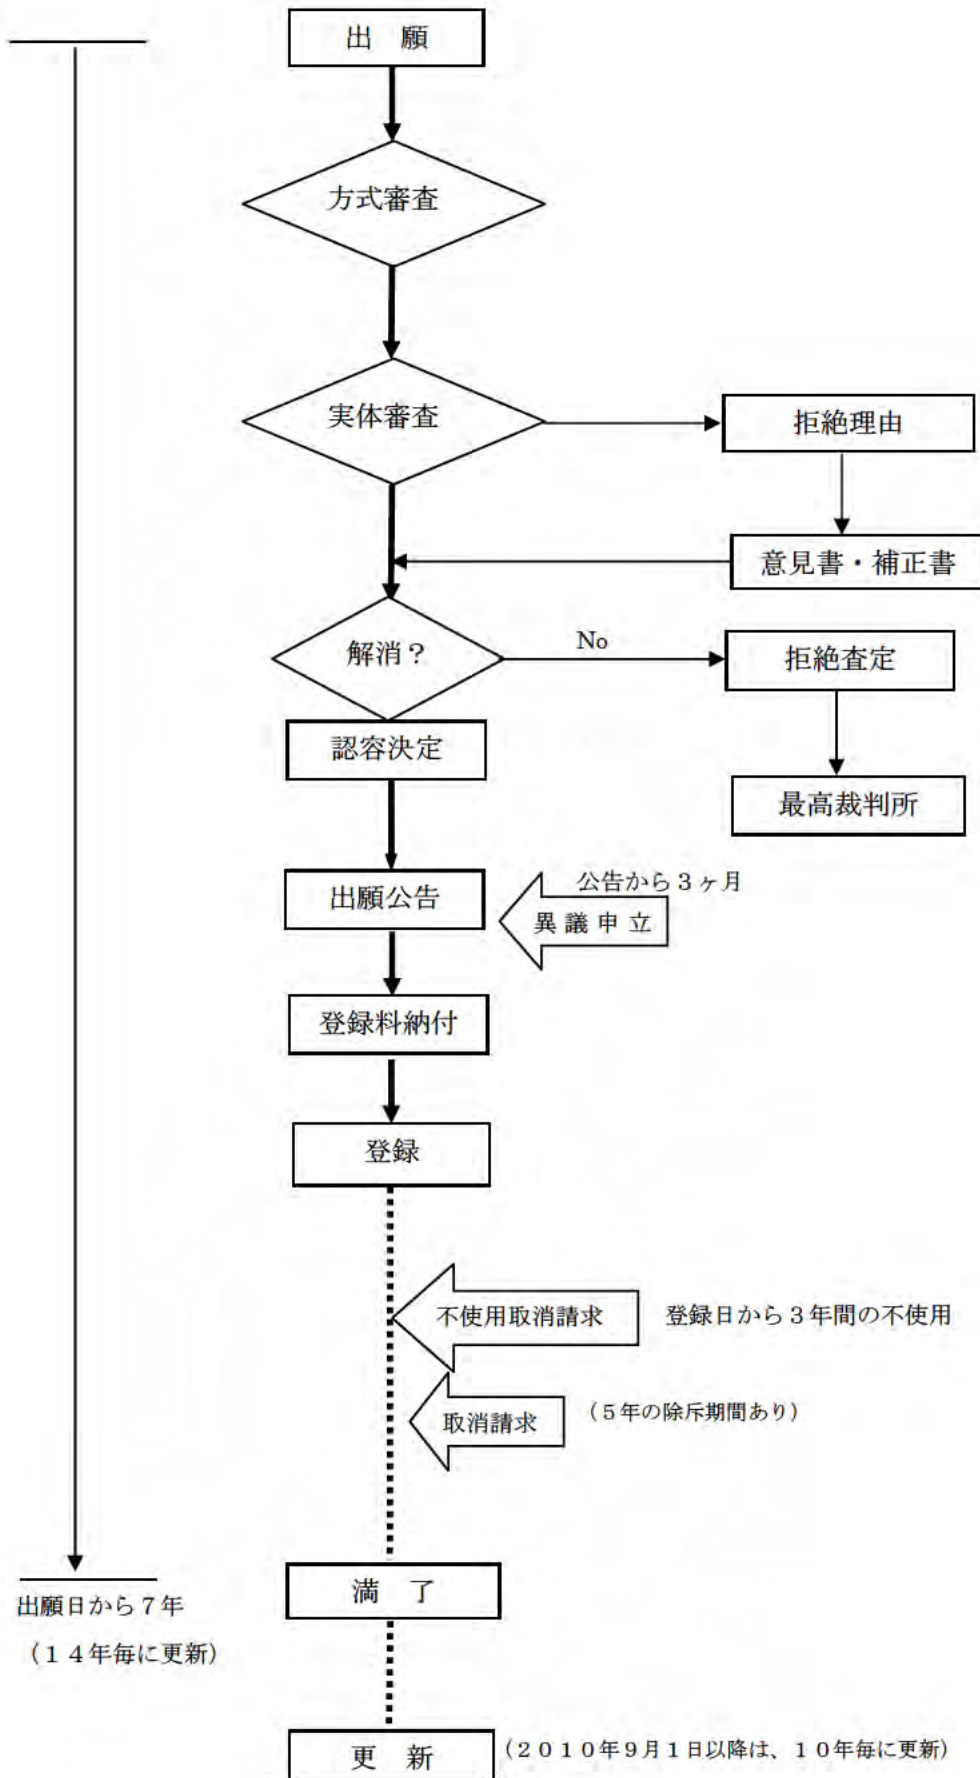 出　願
方式審査
実体審査
拒絶理由
意見書・補正書
解消？
No
拒絶査定
認容決定
最高裁判所
公告から３ヶ月
出願公告
異 議 申 立
登録料納付
登録
不使用取消請求
登録日から３年間の不使用
取消請求
（５年の除斥期間あり）
満　了
出願日から７年
（１４年毎に更新）
更　新
（２０１０年９月１日以降は、１０年毎に更新）